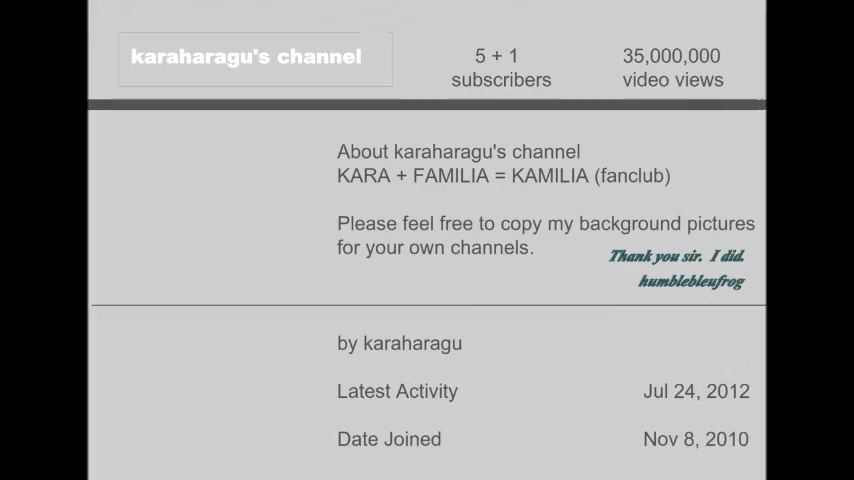 karaharagu's channel
5 + 1
subscribers
35,000,000
video views
About karaharagu's channel
KARA + FAMILIA = KAMILIA (fanclub)
Please feel free to copy my background pictures
for your own channels.
Thank you sir. I did.
humblebleufrog
by karaharagu
Latest Activity Jul 24, 2012
Date Joined Nov 8, 2010